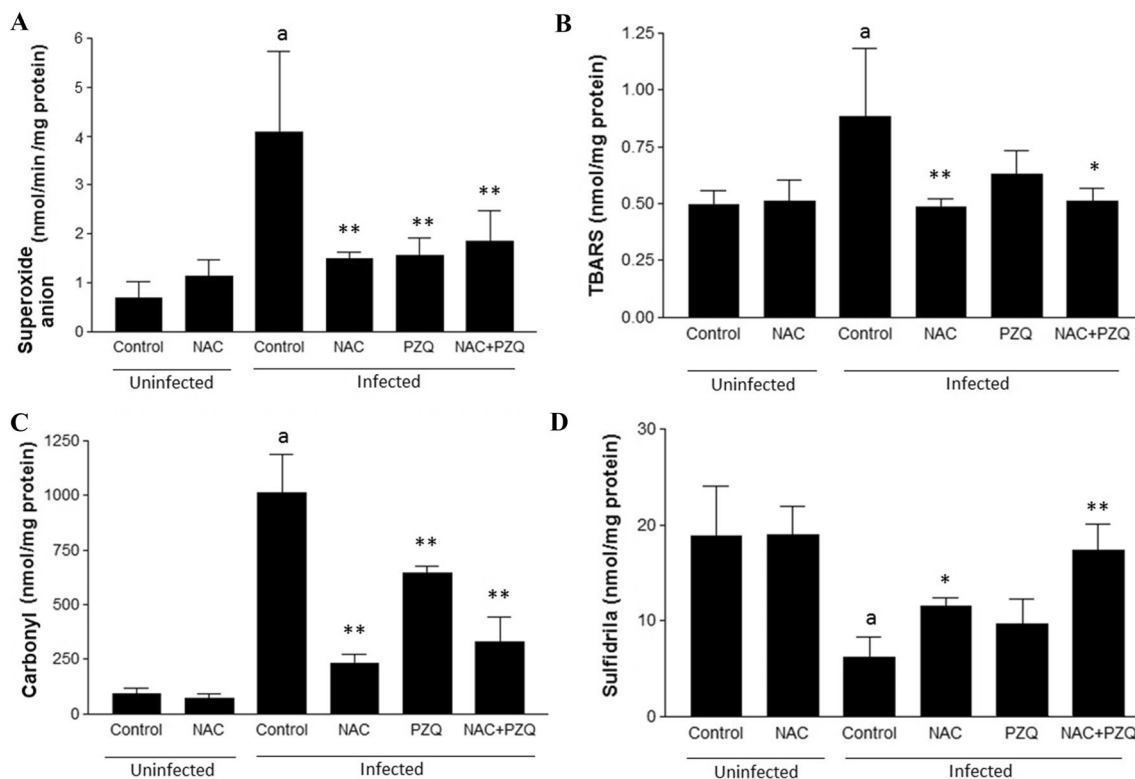 A
Superoxide
anion
(nmol/min /mg protein)
6
5
4
3
2
1
0
a
**
**
**
Control NAC Control NAC PZQ NAC+PZQ
Uninfected Infected
B
TBARS (nmol/mg protein)
1.25
1.00
0.75
0.50
0.25
0.00
a
**
*
Control NAC Control NAC PZQ NAC+PZQ
Uninfected Infected
C
Carbonyl (nmol/mg protein)
1250
1000
750
500
250
0
a
**
**
**
Control NAC Control NAC PZQ NAC+PZQ
Uninfected Infected
D
Sulfidrila (nmol/mg protein)
30
20
10
0
a
*
**
Control NAC Control NAC PZQ NAC+PZQ
Uninfected Infected